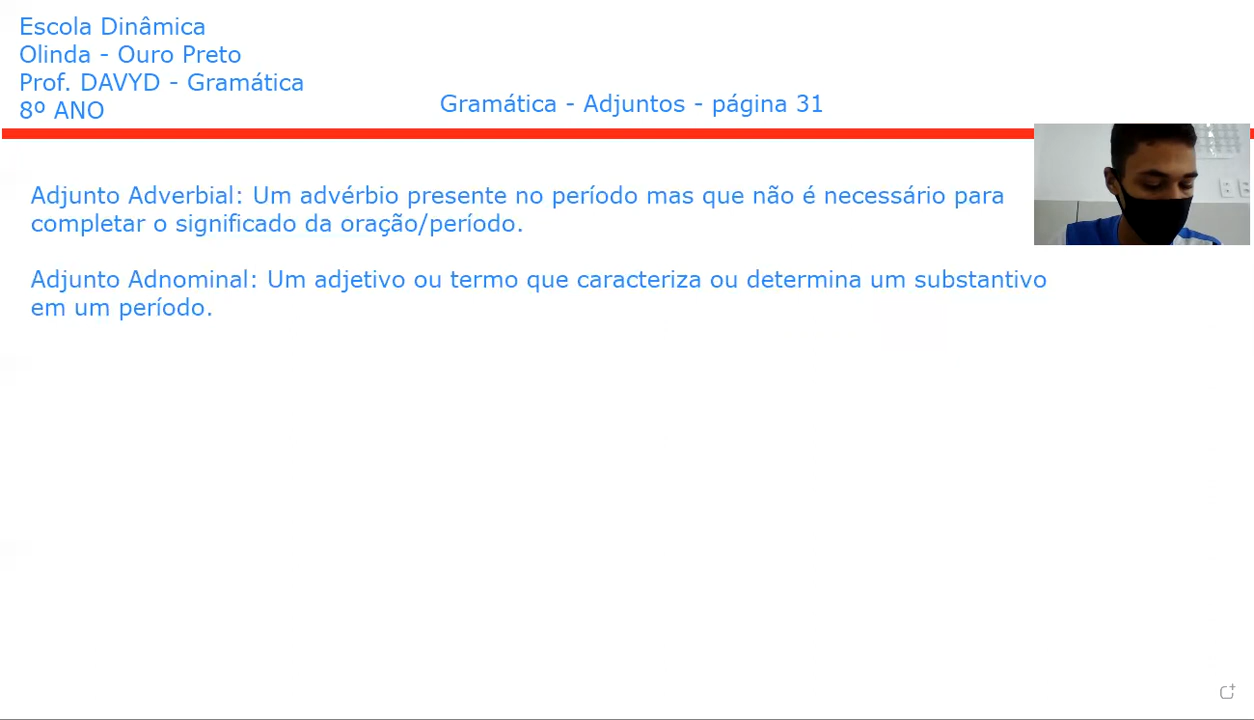 Escola Dinâmica
Olinda - Ouro Preto
Prof. DAVYD - Gramática
8º ANO
Gramática - Adjuntos - página 31
Adjunto Adverbial: Um advérbio presente no período mas que não é necessário para
completar o significado da oração/período.
Adjunto Adnominal: Um adjetivo ou termo que caracteriza ou determina um substantivo
em um período.